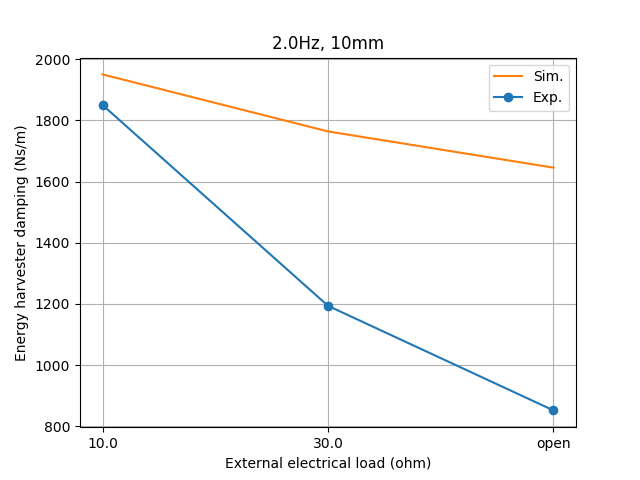 2.0Hz, 10mm
Sim.
Exp.
Energy harvester damping (Ns/m)
2000
1800
1600
1400
1200
1000
800
10.0
30.0
open
External electrical load (ohm)